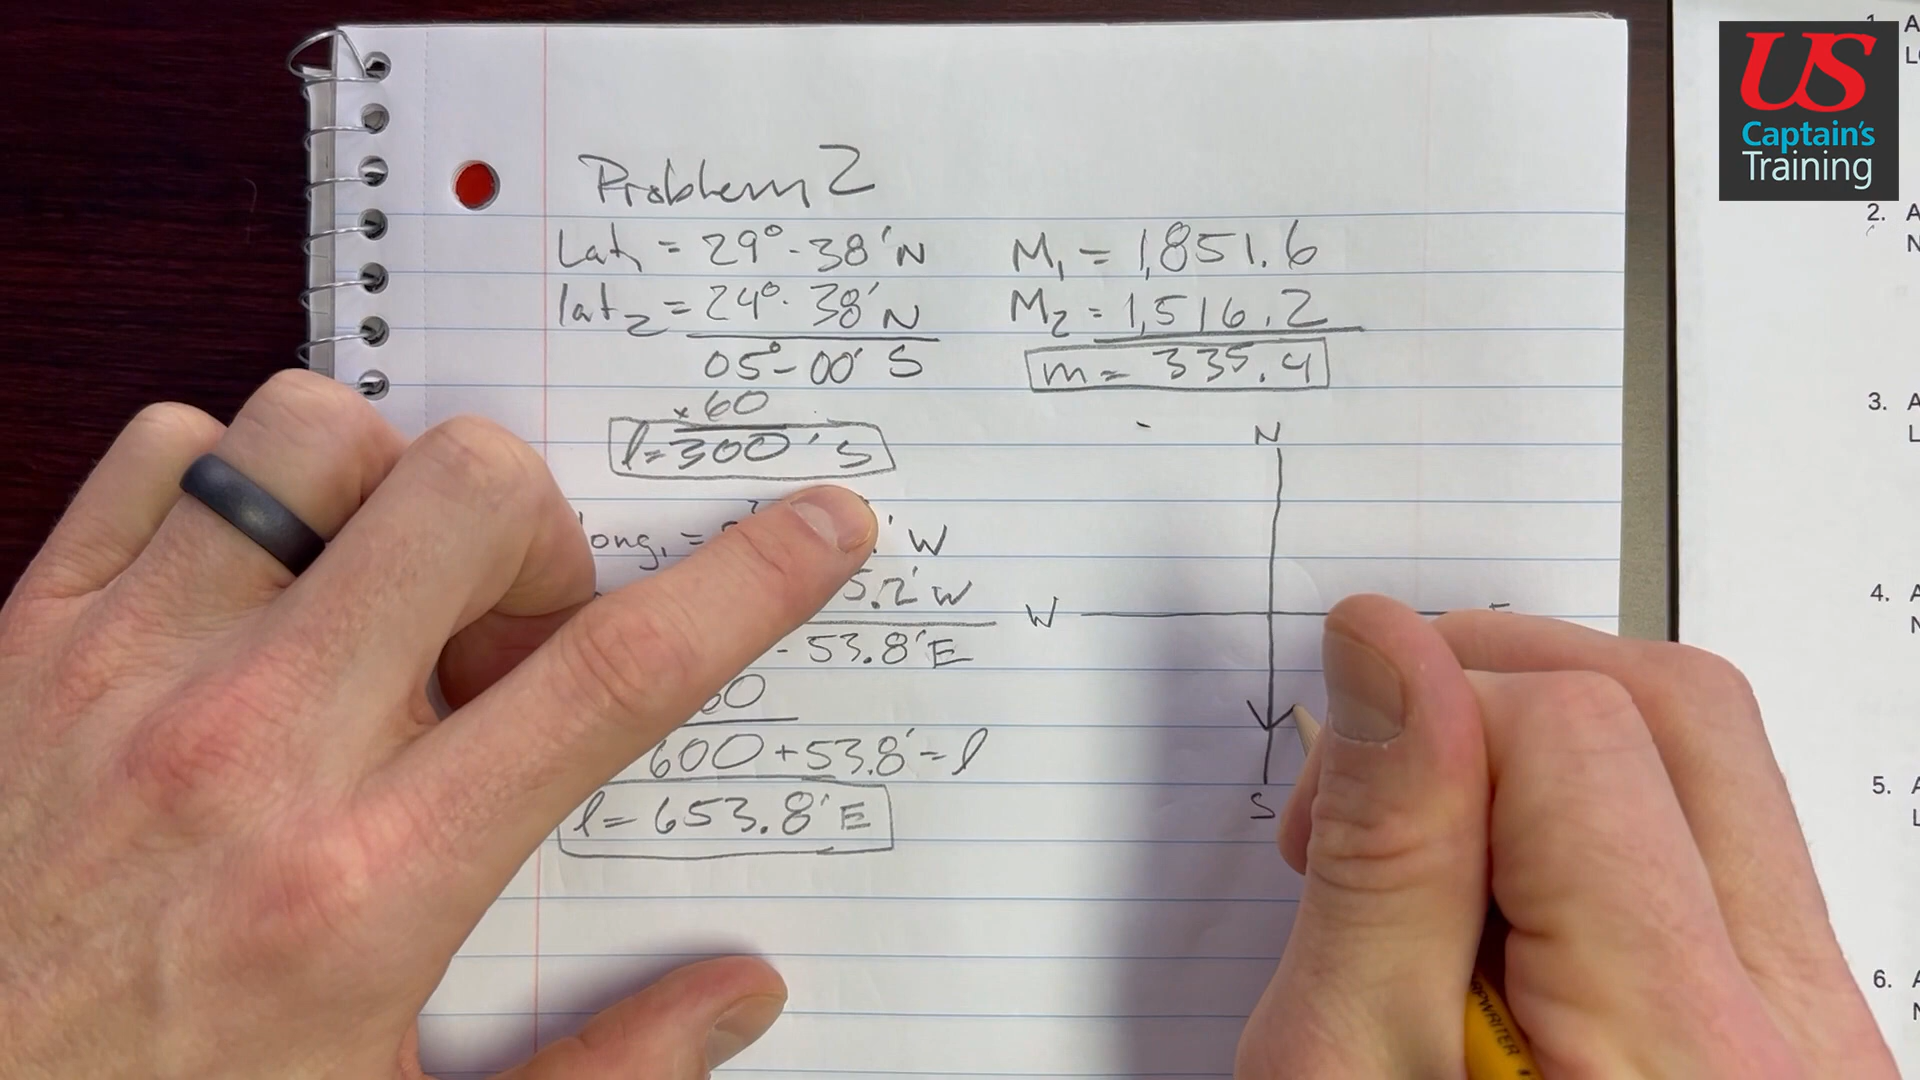 Problem 2
Lat₁ = 29°-38'N
M₁ = 1,851.6
lat₂ = 24°-38'N
M₂ = 1,516.2
05°-00' S
m = 335.4
× 60
l = 300' S
N
long₁ =
' W
5.2' W
W
- 53.8' E
60
600 + 53.8' = l
l = 653.8' E
S
US
Captain's
Training
1. A
2. A
N
3. A
L
4. A
N
5. A
L
6. A
N